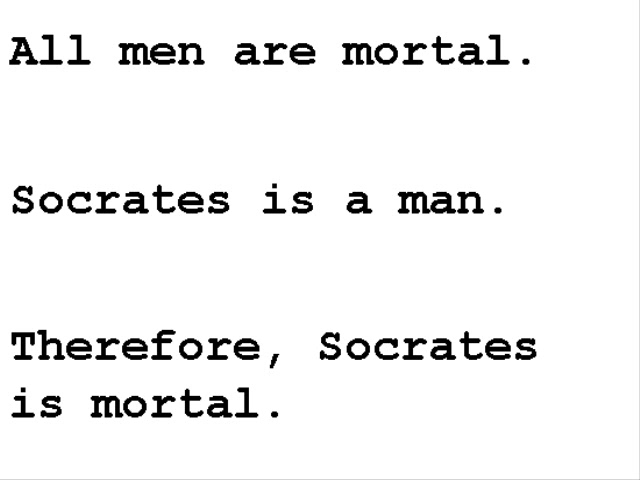 All men are mortal.
Socrates is a man.
Therefore, Socrates
is mortal.